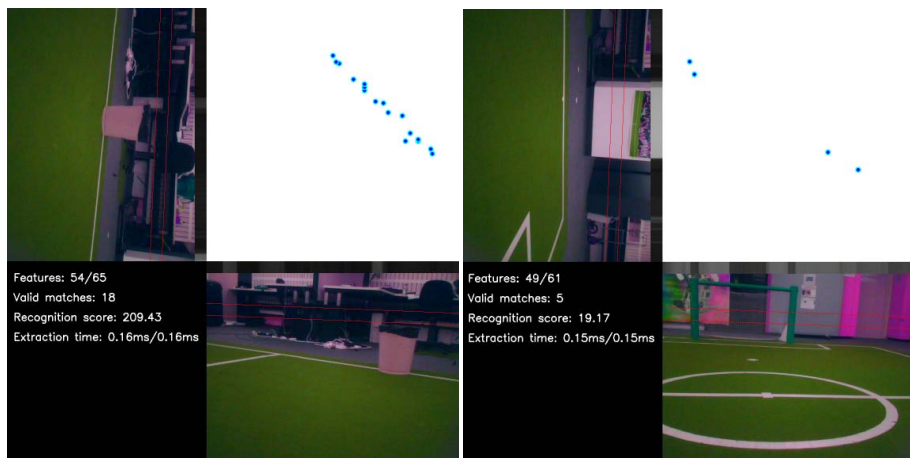 Features: 54/65
Valid matches: 18
Recognition score: 209.43
Extraction time: 0.16ms/0.16ms
Features: 49/61
Valid matches: 5
Recognition score: 19.17
Extraction time: 0.15ms/0.15ms